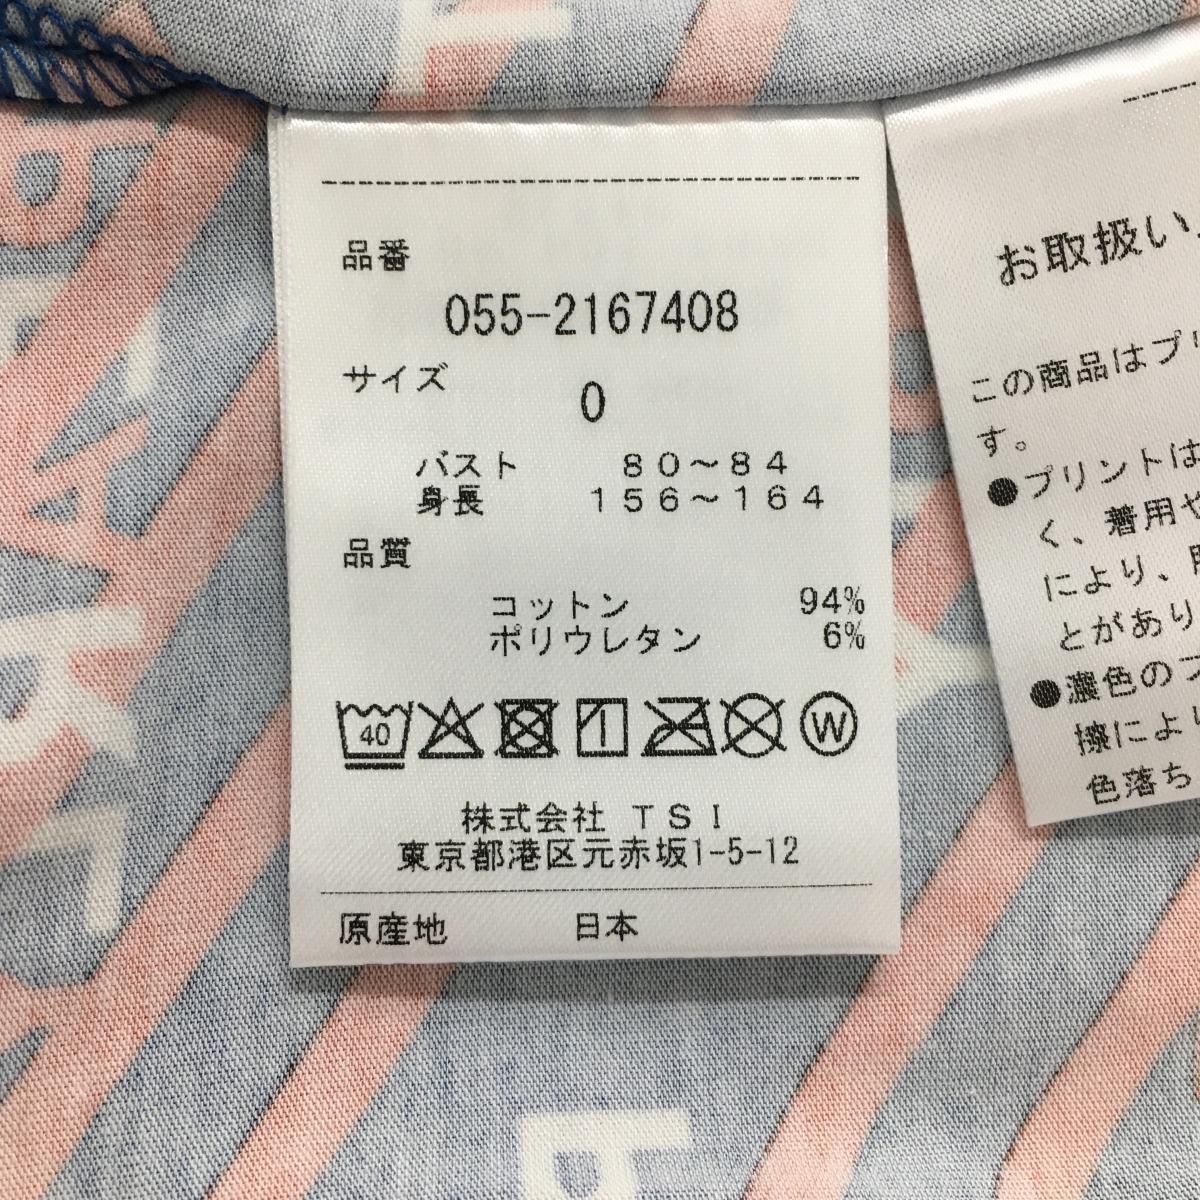 品番
055-2167408
サイズ
0
バスト 80～84
身長 156～164
品質
コットン 94%
ポリウレタン 6%
40 W
株式会社 TSI
東京都港区元赤坂1-5-12
原産地 日本
お取扱い
この商品はプリ
す。
●プリントは
く、着用や
により、
とがあり
●濃色の
擦によ
色落ち